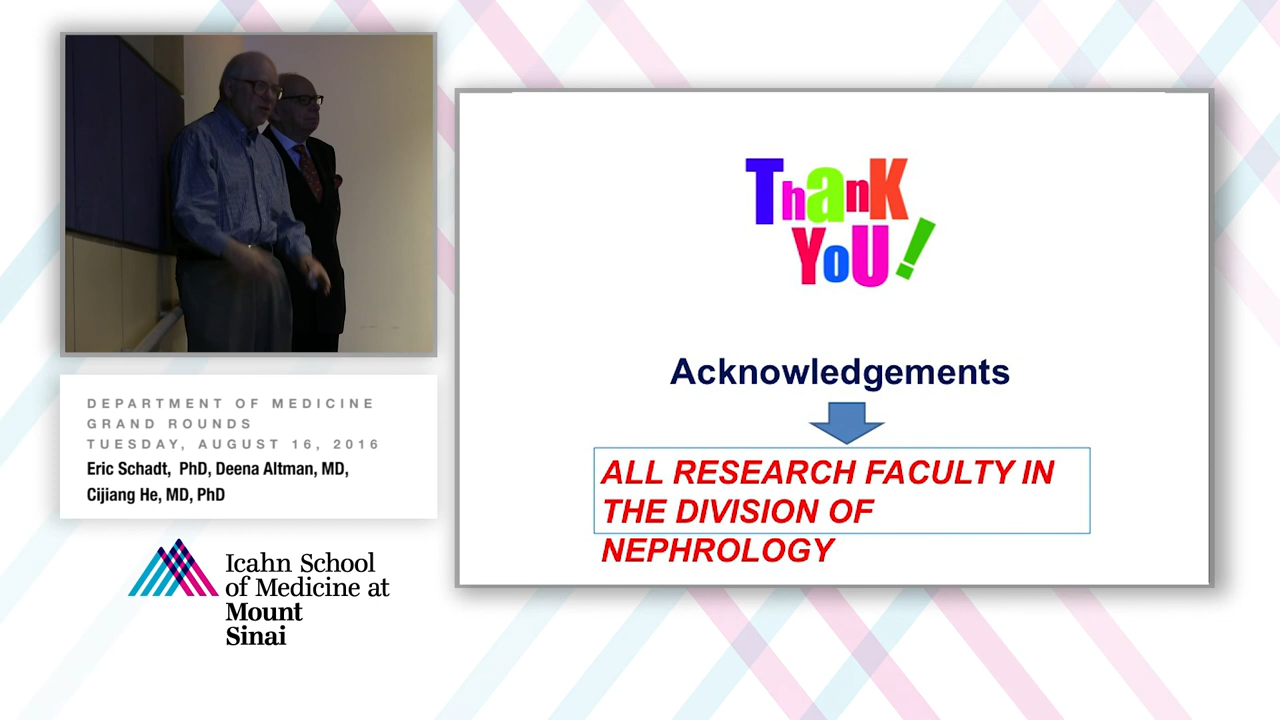 DEPARTMENT OF MEDICINE
GRAND ROUNDS
TUESDAY, AUGUST 16, 2016
Eric Schadt, PhD, Deena Altman, MD,
Cijiang He, MD, PhD
Icahn School
of Medicine at
Mount
Sinai
ThanK
YoU!
Acknowledgements
ALL RESEARCH FACULTY IN
THE DIVISION OF
NEPHROLOGY